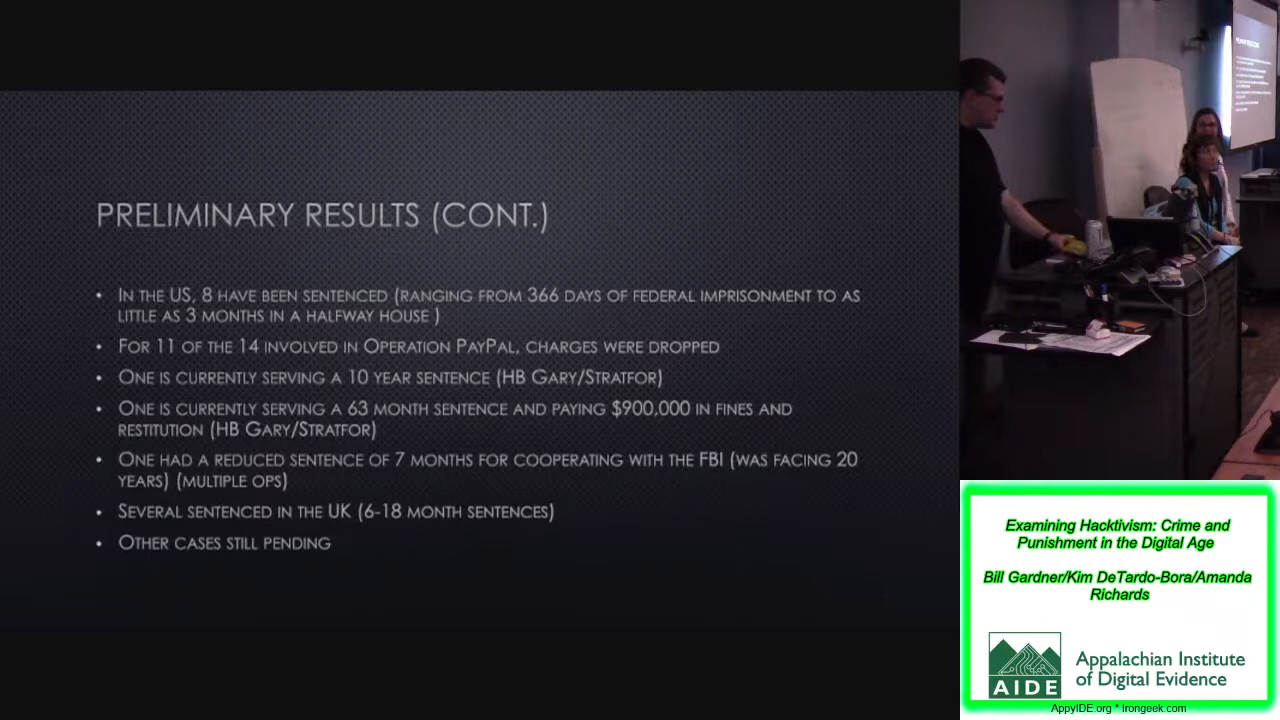 PRELIMINARY RESULTS (CONT.)
• IN THE US, 8 HAVE BEEN SENTENCED (RANGING FROM 366 DAYS OF FEDERAL IMPRISONMENT TO AS
LITTLE AS 3 MONTHS IN A HALFWAY HOUSE )
• FOR 11 OF THE 14 INVOLVED IN OPERATION PAYPAL, CHARGES WERE DROPPED
• ONE IS CURRENTLY SERVING A 10 YEAR SENTENCE (HB GARY/STRATFOR)
• ONE IS CURRENTLY SERVING A 63 MONTH SENTENCE AND PAYING $900,000 IN FINES AND
RESTITUTION (HB GARY/STRATFOR)
• ONE HAD A REDUCED SENTENCE OF 7 MONTHS FOR COOPERATING WITH THE FBI (WAS FACING 20
YEARS) (MULTIPLE OPS)
• SEVERAL SENTENCED IN THE UK (6-18 MONTH SENTENCES)
• OTHER CASES STILL PENDING
Examining Hacktivism: Crime and
Punishment in the Digital Age
Bill Gardner/Kim DeTardo-Bora/Amanda
Richards
AIDE
Appalachian Institute
of Digital Evidence
AppyIDE.org * Irongeek.com